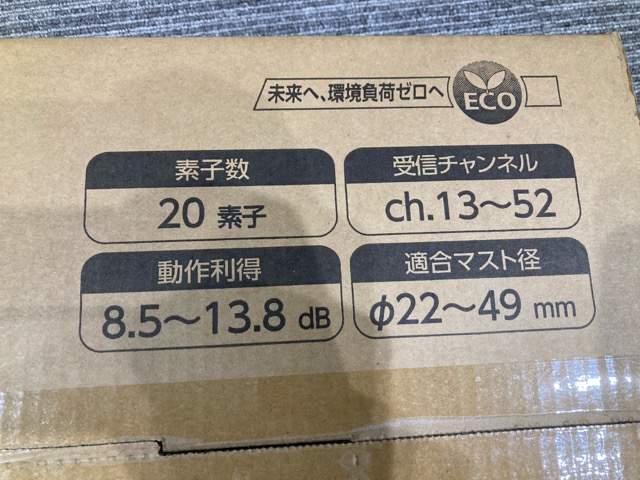 未来へ、環境負荷ゼロへ
ECO
素子数
20 素子
受信チャンネル
ch.13〜52
動作利得
8.5〜13.8 dB
適合マスト径
φ22〜49 mm